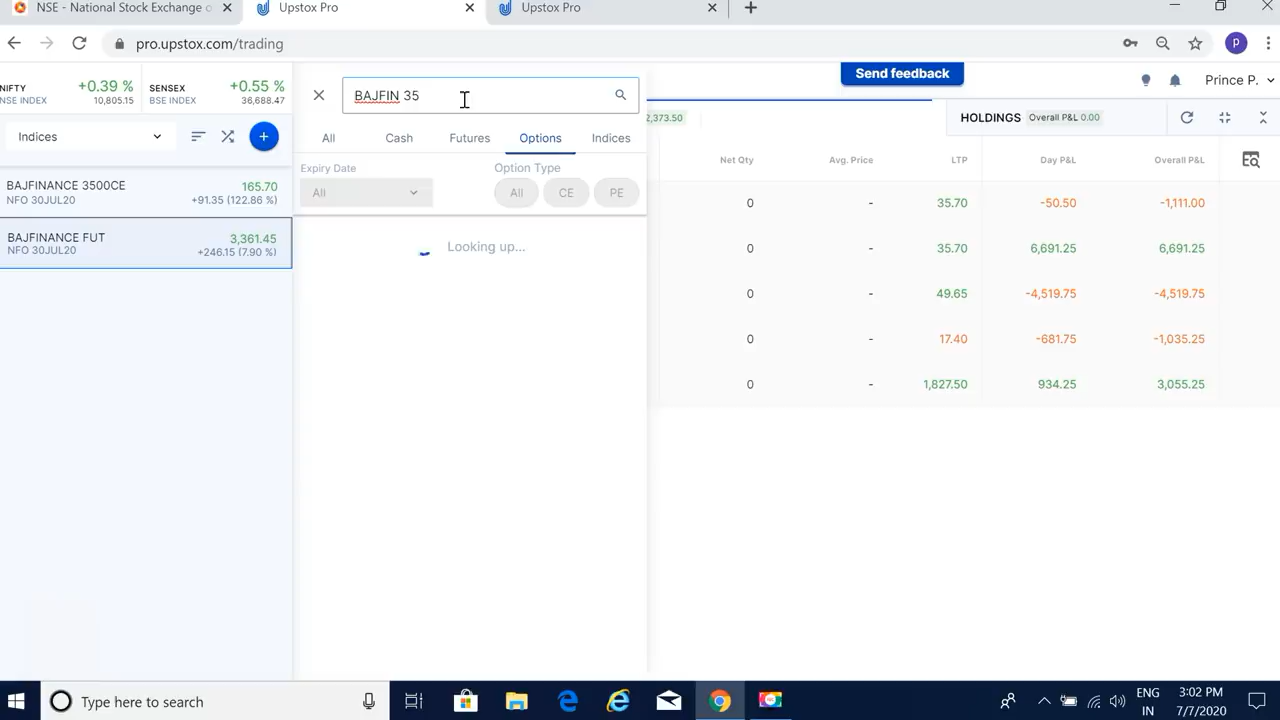 NSE - National Stock Exchange o
Upstox Pro
Upstox Pro
pro.upstox.com/trading
NIFTY +0.39 %
NSE INDEX 10,805.15
SENSEX +0.55 %
BSE INDEX 36,688.47
Indices
BAJFINANCE 3500CE 165.70
NFO 30JUL20 +91.35 (122.86 %)
BAJFINANCE FUT 3,361.45
NFO 30JUL20 +246.15 (7.90 %)
BAJFIN 35
All Cash Futures Options Indices
Expiry Date Option Type
All All CE PE
Looking up...
Send feedback
Prince P.
2,373.50
HOLDINGS Overall P&L 0.00
Net Qty Avg. Price LTP Day P&L Overall P&L
0 - 35.70 -50.50 -1,111.00
0 - 35.70 6,691.25 6,691.25
0 - 49.65 -4,519.75 -4,519.75
0 - 17.40 -681.75 -1,035.25
0 - 1,827.50 934.25 3,055.25
Type here to search
ENG
IN
3:02 PM
7/7/2020